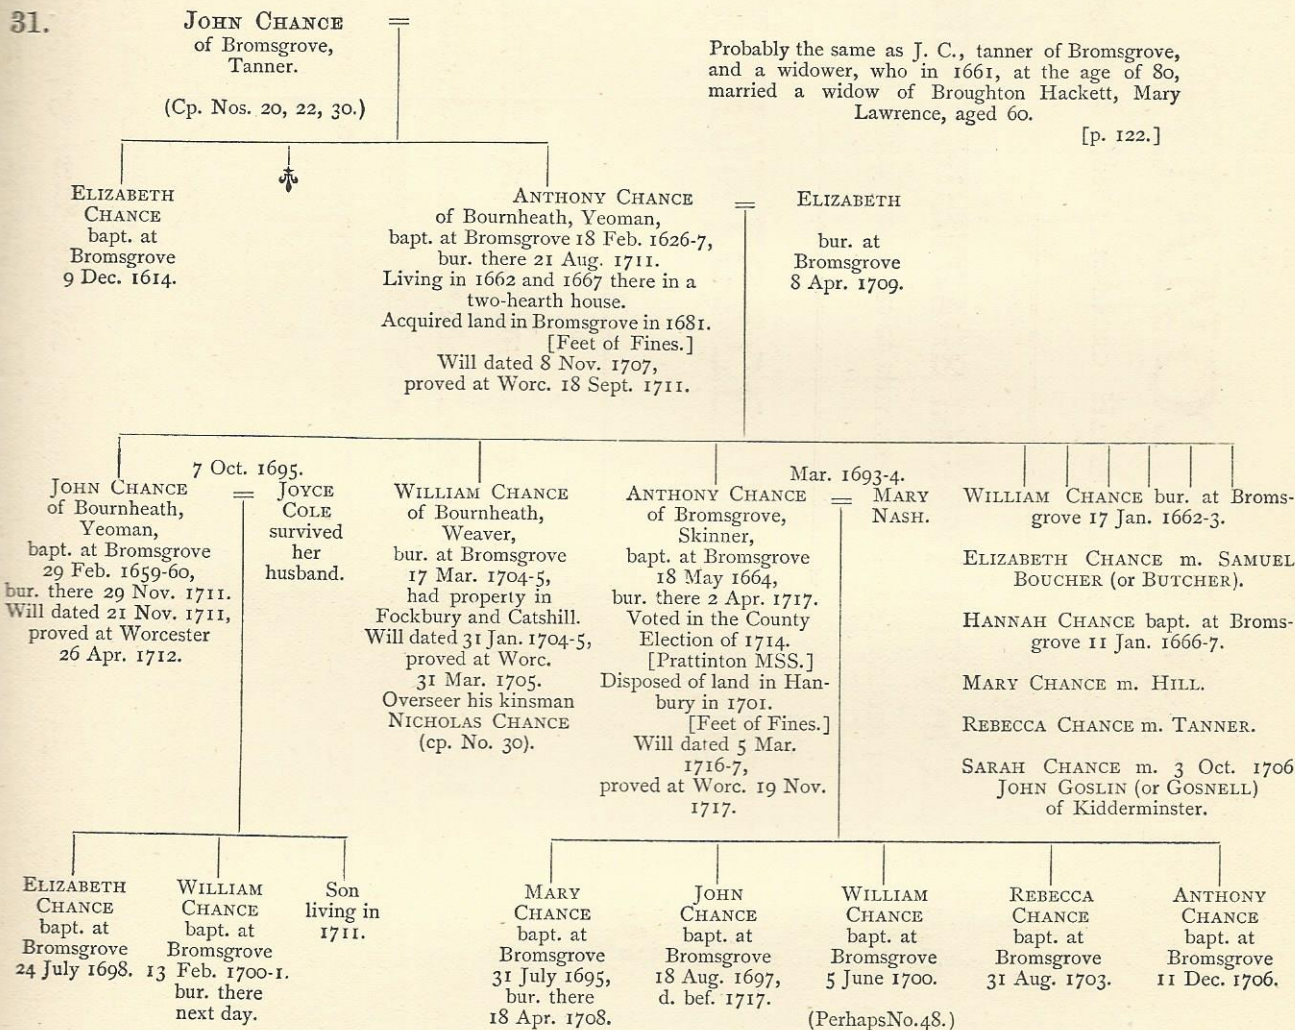 31.
JOHN CHANCE =
of Bromsgrove,
Tanner.
(Cp. Nos. 20, 22, 30.)
Probably the same as J. C., tanner of Bromsgrove,
and a widower, who in 1661, at the age of 80,
married a widow of Broughton Hackett, Mary
Lawrence, aged 60.
[p. 122.]
ELIZABETH
CHANCE
bapt. at
Bromsgrove
9 Dec. 1614.
ANTHONY CHANCE =
of Bournheath, Yeoman,
bapt. at Bromsgrove 18 Feb. 1626-7,
bur. there 21 Aug. 1711.
Living in 1662 and 1667 there in a
two-hearth house.
Acquired land in Bromsgrove in 1681.
[Feet of Fines.]
Will dated 8 Nov. 1707,
proved at Worc. 18 Sept. 1711.
ELIZABETH
bur. at
Bromsgrove
8 Apr. 1709.
7 Oct. 1695.
JOHN CHANCE =
of Bournheath,
Yeoman,
bapt. at Bromsgrove
29 Feb. 1659-60,
bur. there 29 Nov. 1711.
Will dated 21 Nov. 1711,
proved at Worcester
26 Apr. 1712.
JOYCE
COLE
survived
her
husband.
WILLIAM CHANCE
of Bournheath,
Weaver,
bur. at Bromsgrove
17 Mar. 1704-5,
had property in
Fockbury and Catshill.
Will dated 31 Jan. 1704-5,
proved at Worc.
31 Mar. 1705.
Overseer his kinsman
NICHOLAS CHANCE
(cp. No. 30).
Mar. 1693-4.
ANTHONY CHANCE =
of Bromsgrove,
Skinner,
bapt. at Bromsgrove
18 May 1664,
bur. there 2 Apr. 1717.
Voted in the County
Election of 1714.
[Prattinton MSS.]
Disposed of land in Han-
bury in 1701.
[Feet of Fines.]
Will dated 5 Mar.
1716-7,
proved at Worc. 19 Nov.
1717.
MARY
NASH.
WILLIAM CHANCE bur. at Broms-
grove 17 Jan. 1662-3.
ELIZABETH CHANCE m. SAMUEL
BOUCHER (or BUTCHER).
HANNAH CHANCE bapt. at Broms-
grove 11 Jan. 1666-7.
MARY CHANCE m. HILL.
REBECCA CHANCE m. TANNER.
SARAH CHANCE m. 3 Oct. 1706
JOHN GOSLIN (or GOSNELL)
of Kidderminster.
ELIZABETH
CHANCE
bapt. at
Bromsgrove
24 July 1698.
WILLIAM
CHANCE
bapt. at
Bromsgrove
13 Feb. 1700-1.
bur. there
next day.
Son
living in
1711.
MARY
CHANCE
bapt. at
Bromsgrove
31 July 1695,
bur. there
18 Apr. 1708.
JOHN
CHANCE
bapt. at
Bromsgrove
18 Aug. 1697,
d. bef. 1717.
WILLIAM
CHANCE
bapt. at
Bromsgrove
5 June 1700.
(Perhaps No. 48.)
REBECCA
CHANCE
bapt. at
Bromsgrove
31 Aug. 1703.
ANTHONY
CHANCE
bapt. at
Bromsgrove
11 Dec. 1706.